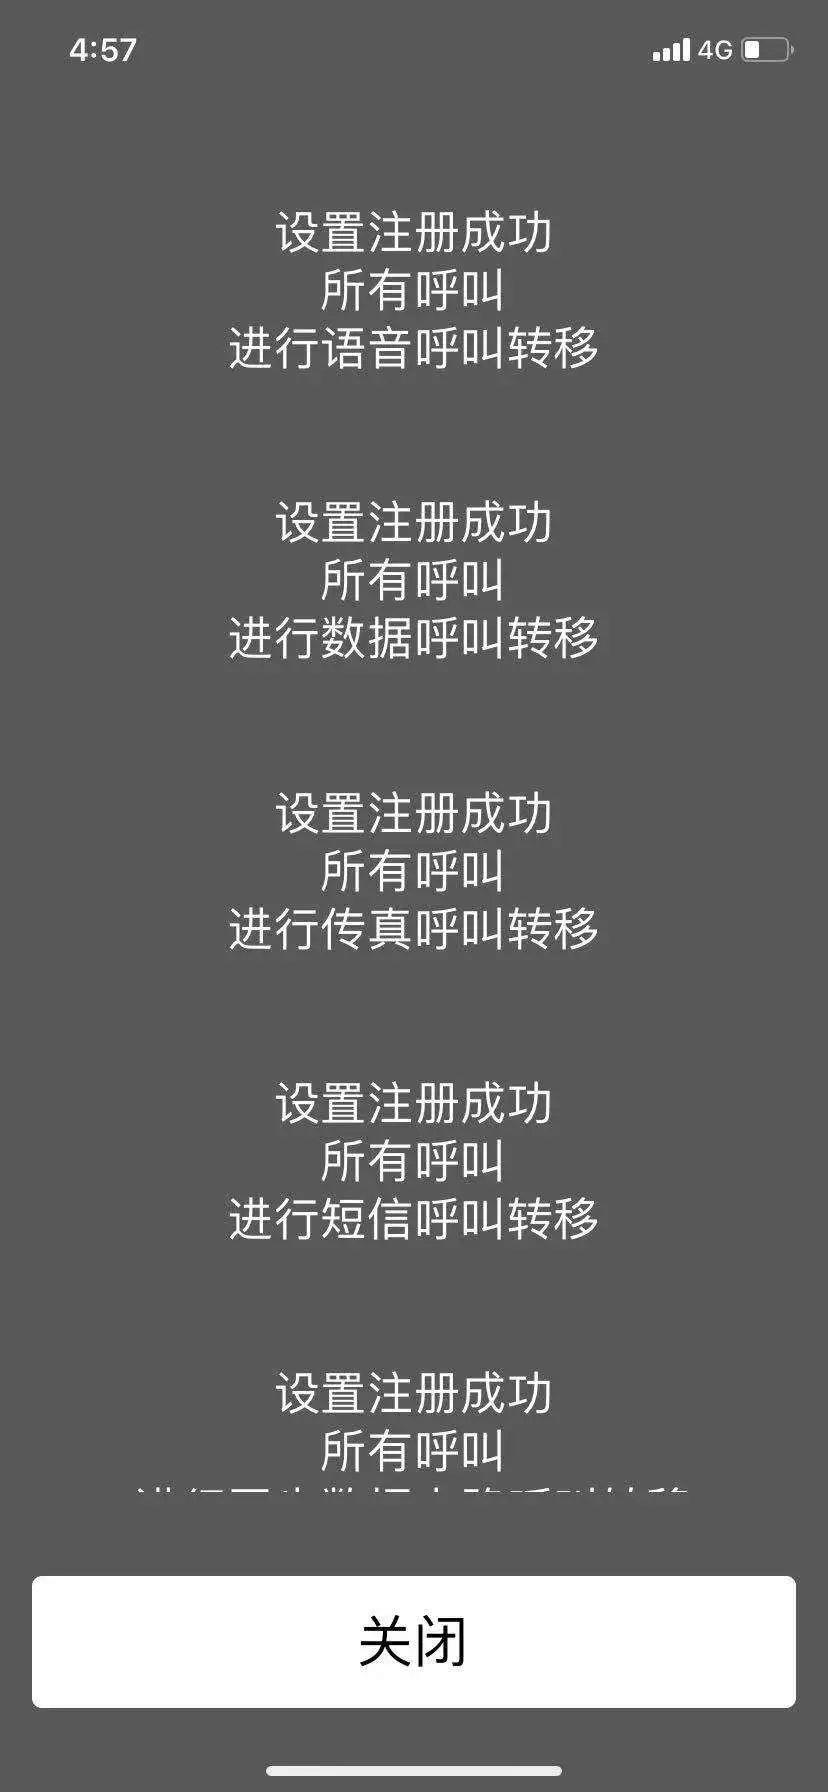 4:57
4G
设置注册成功
所有呼叫
进行语音呼叫转移
设置注册成功
所有呼叫
进行数据呼叫转移
设置注册成功
所有呼叫
进行传真呼叫转移
设置注册成功
所有呼叫
进行短信呼叫转移
设置注册成功
所有呼叫
关闭